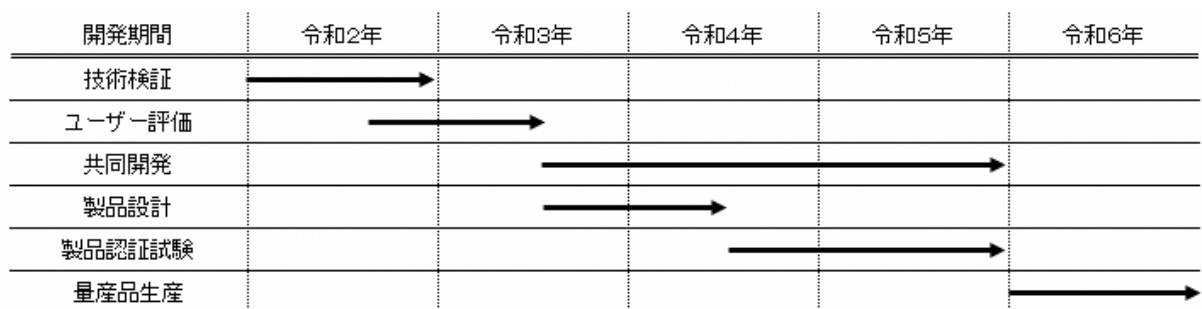 開発期間 令和2年 令和3年 令和4年 令和5年 令和6年
技術検証
ユーザー評価
共同開発
製品設計
製品認証試験
量産品生産